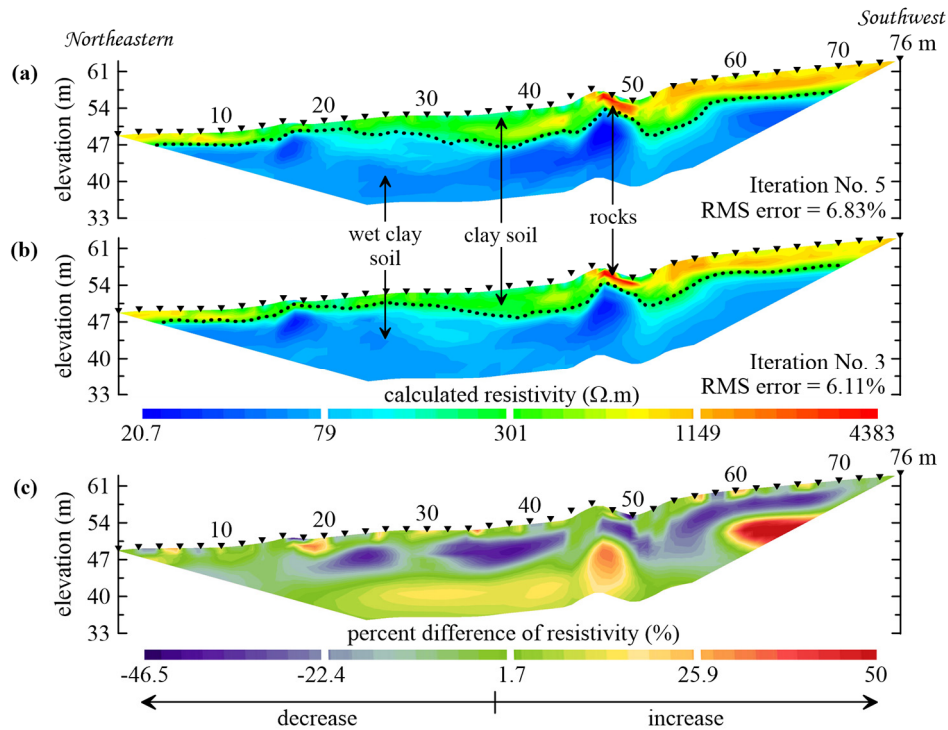 Northeastern
Southwest
76 m
(a)
61
54
47
40
33
elevation (m)
10
20
30
40
50
60
70
Iteration No. 5
RMS error = 6.83%
wet clay
soil
clay soil
rocks
(b)
61
54
47
40
33
elevation (m)
Iteration No. 3
RMS error = 6.11%
calculated resistivity (Ω.m)
20.7
79
301
1149
4383
76 m
(c)
61
54
47
40
33
elevation (m)
10
20
30
40
50
60
70
percent difference of resistivity (%)
-46.5
-22.4
1.7
25.9
50
decrease
increase